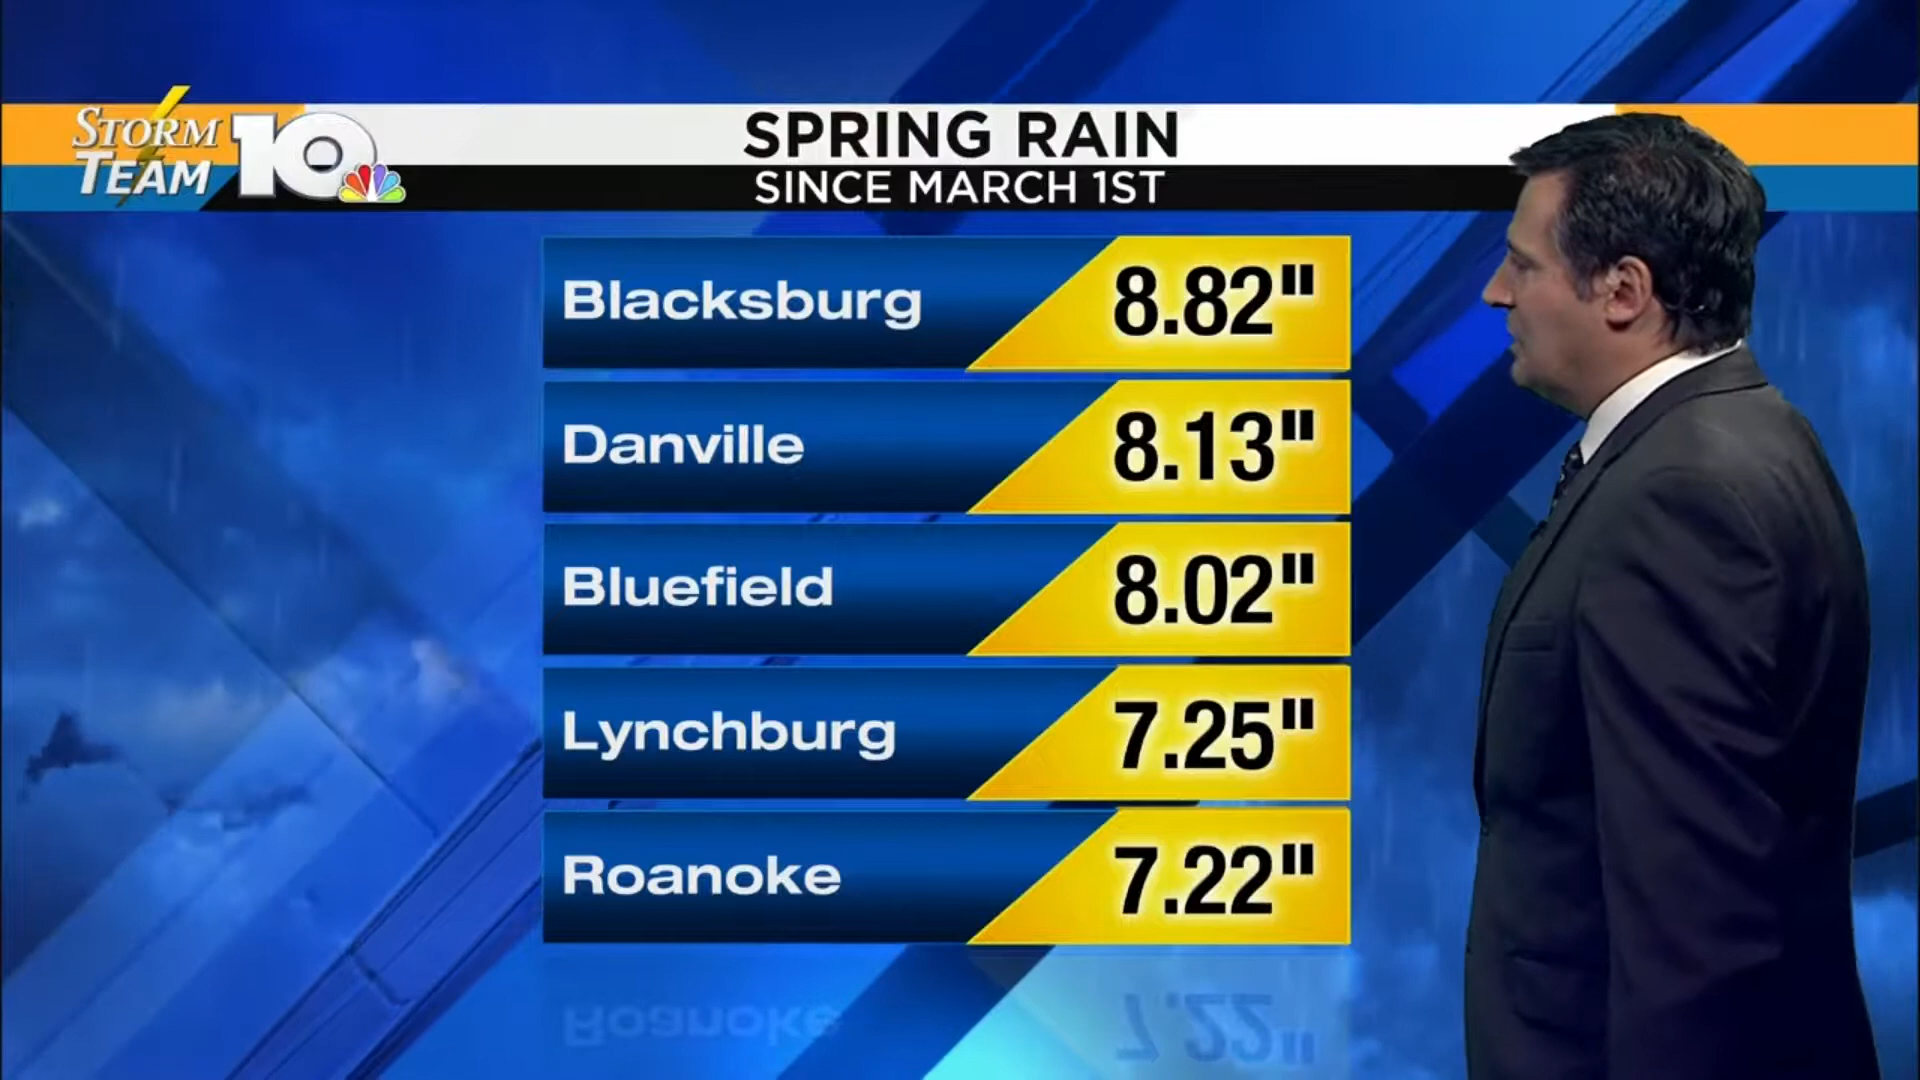 STORM
TEAM
10
SPRING RAIN
SINCE MARCH 1ST
Blacksburg 8.82"
Danville 8.13"
Bluefield 8.02"
Lynchburg 7.25"
Roanoke 7.22"